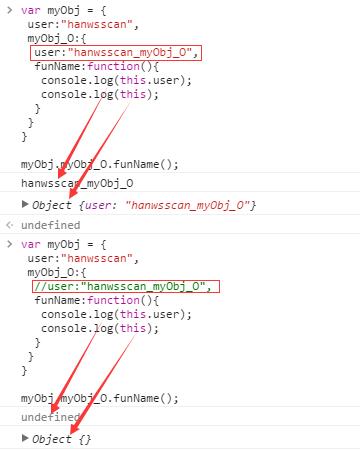 > var myObj = {
user:"hanwsscan",
myObj_O:{
user:"hanwsscan_myObj_O",
funName:function(){
console.log(this.user);
console.log(this);
}
}
}
myObj.myObj_O.funName();
hanwsscan_myObj_O
▶ Object {user: "hanwsscan_myObj_O"}
undefined
> var myObj = {
user:"hanwsscan",
myObj_O:{
//user:"hanwsscan_myObj_O",
funName:function(){
console.log(this.user);
console.log(this);
}
}
}
myObj.myObj_O.funName();
undefined
▶ Object {}